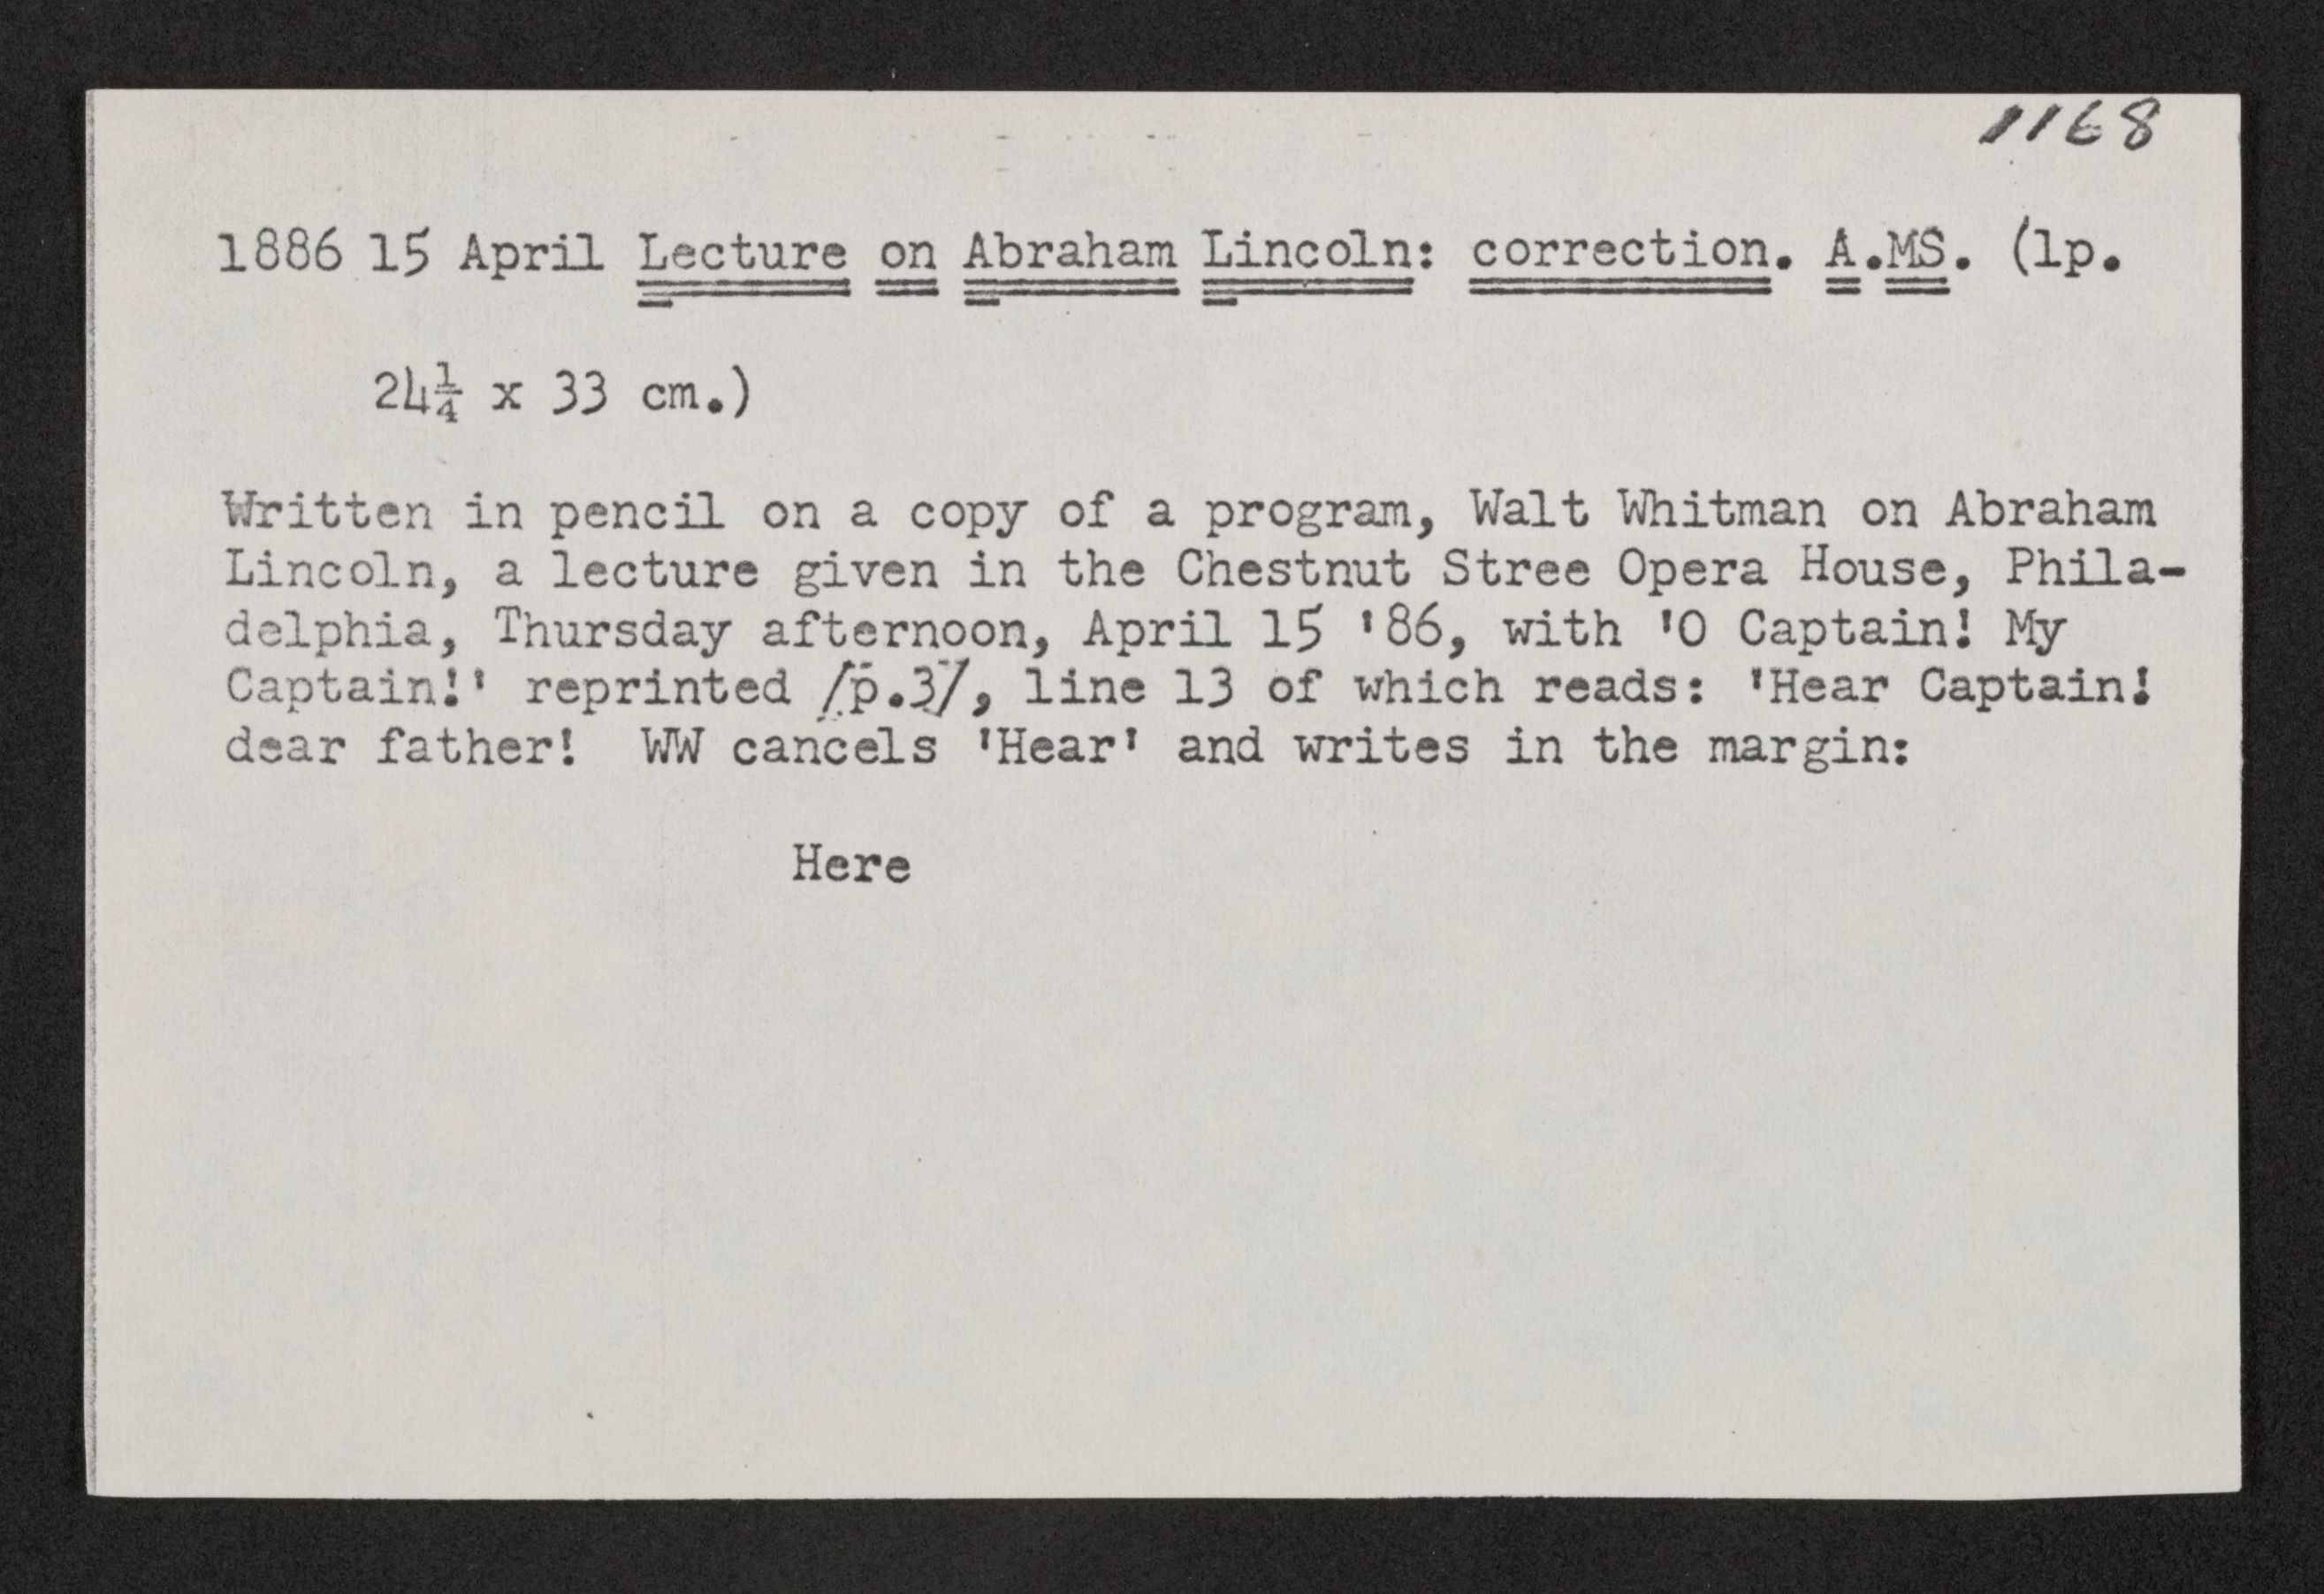 1168
1886 15 April Lecture on Abraham Lincoln: correction. A.MS. (1p.
24¼ x 33 cm.)
Written in pencil on a copy of a program, Walt Whitman on Abraham
Lincoln, a lecture given in the Chestnut Stree Opera House, Phila-
delphia, Thursday afternoon, April 15 '86, with 'O Captain! My
Captain!' reprinted [p.3], line 13 of which reads: 'Hear Captain!
dear father!  WW cancels 'Hear' and writes in the margin:
Here